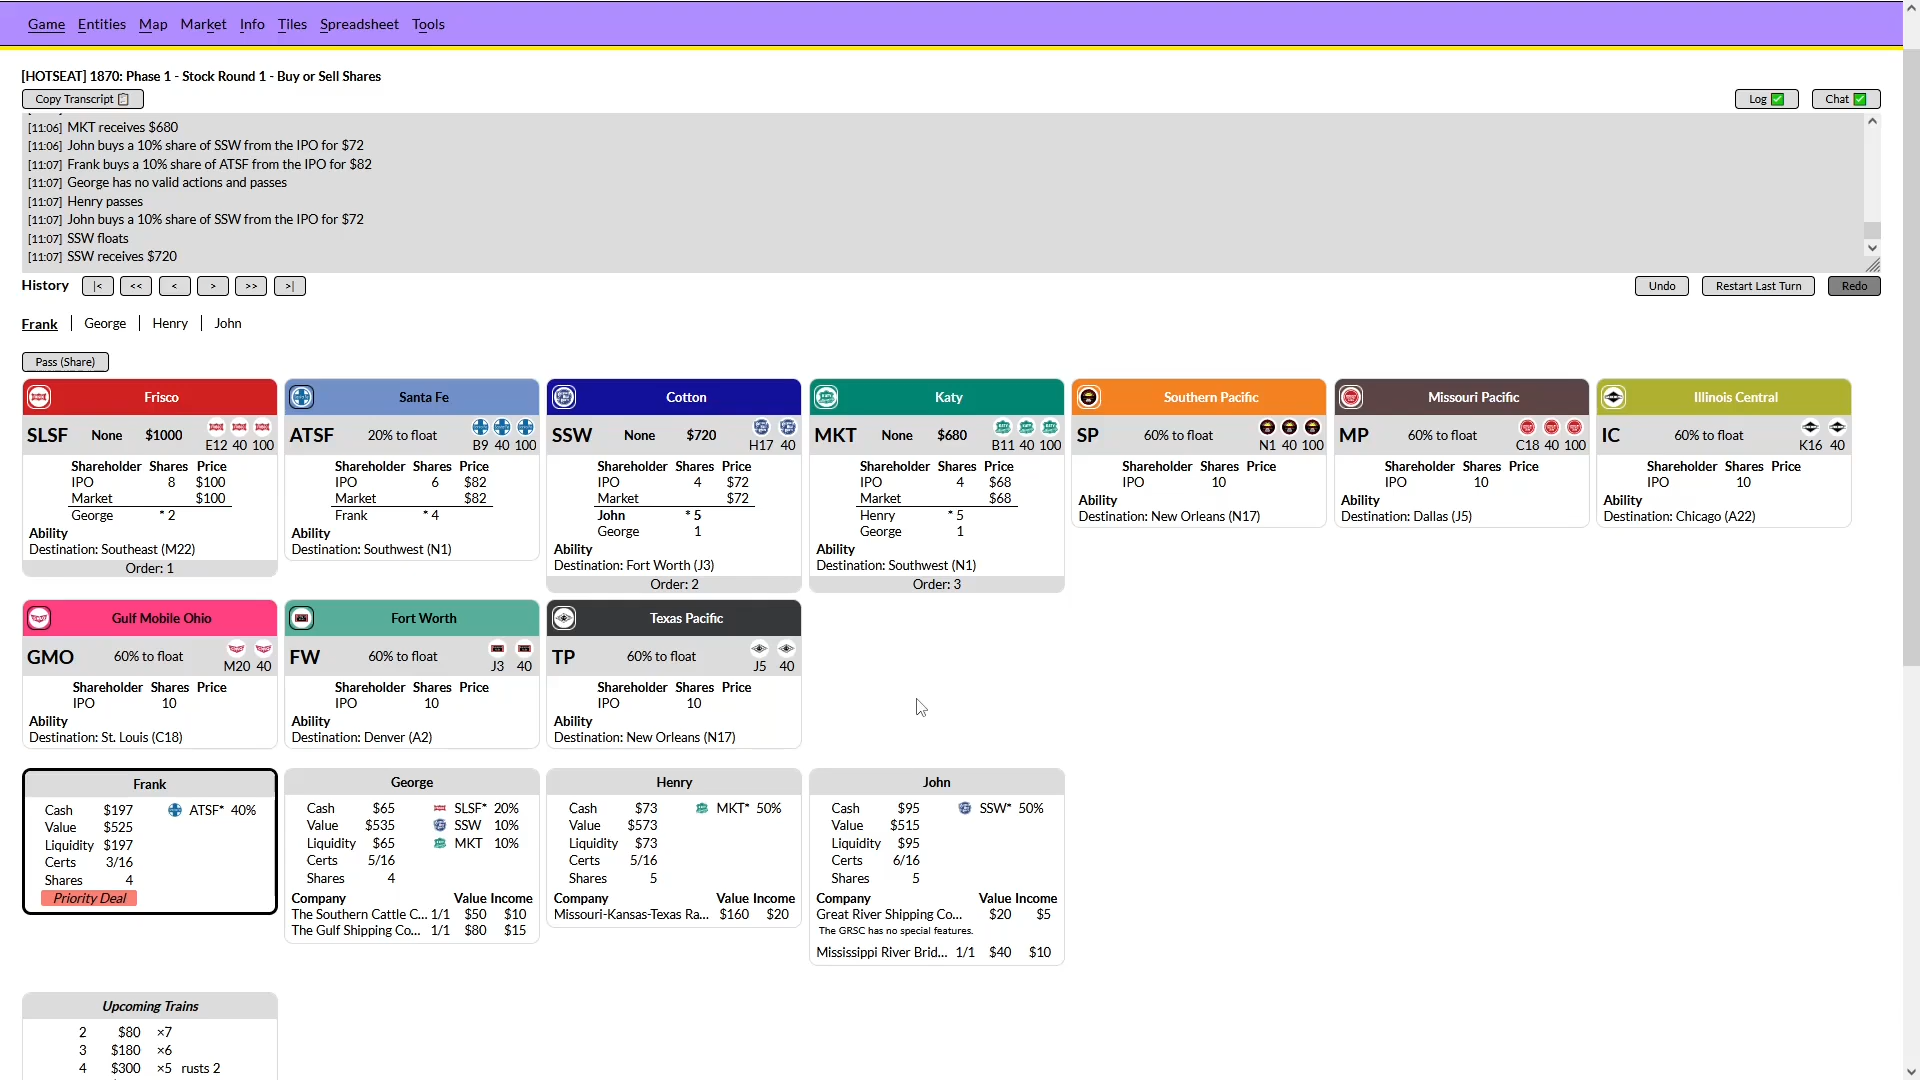 Game Entities Map Market Info Tiles Spreadsheet Tools
[HOTSEAT] 1870: Phase 1 - Stock Round 1 - Buy or Sell Shares
Copy Transcript Log Chat
[11:06] MKT receives $680
[11:06] John buys a 10% share of SSW from the IPO for $72
[11:07] Frank buys a 10% share of ATSF from the IPO for $82
[11:07] George has no valid actions and passes
[11:07] Henry passes
[11:07] John buys a 10% share of SSW from the IPO for $72
[11:07] SSW floats
[11:07] SSW receives $720
History |< << < > >> >| Undo Restart Last Turn Redo
Frank George Henry John
Pass (Share)
Frisco
SLSF None $1000 E12 40 100
Shareholder Shares Price
IPO 8 $100
Market $100
George * 2
Ability
Destination: Southeast (M22)
Order: 1
Santa Fe
ATSF 20% to float B9 40 100
Shareholder Shares Price
IPO 6 $82
Market $82
Frank * 4
Ability
Destination: Southwest (N1)
Cotton
SSW None $720 H17 40
Shareholder Shares Price
IPO 4 $72
Market $72
John * 5
George 1
Ability
Destination: Fort Worth (J3)
Order: 2
Katy
MKT None $680 B11 40 100
Shareholder Shares Price
IPO 4 $68
Market $68
Henry * 5
George 1
Ability
Destination: Southwest (N1)
Order: 3
Southern Pacific
SP 60% to float N1 40 100
Shareholder Shares Price
IPO 10
Ability
Destination: New Orleans (N17)
Missouri Pacific
MP 60% to float C18 40 100
Shareholder Shares Price
IPO 10
Ability
Destination: Dallas (J5)
Illinois Central
IC 60% to float K16 40
Shareholder Shares Price
IPO 10
Ability
Destination: Chicago (A22)
Gulf Mobile Ohio
GMO 60% to float M20 40
Shareholder Shares Price
IPO 10
Ability
Destination: St. Louis (C18)
Fort Worth
FW 60% to float J3 40
Shareholder Shares Price
IPO 10
Ability
Destination: Denver (A2)
Texas Pacific
TP 60% to float J5 40
Shareholder Shares Price
IPO 10
Ability
Destination: New Orleans (N17)
Frank
Cash $197 ATSF* 40%
Value $525
Liquidity $197
Certs 3/16
Shares 4
Priority Deal
George
Cash $65 SLSF* 20%
Value $535 SSW 10%
Liquidity $65 MKT 10%
Certs 5/16
Shares 4
Company Value Income
The Southern Cattle C... 1/1 $50 $10
The Gulf Shipping Co... 1/1 $80 $15
Henry
Cash $73 MKT* 50%
Value $573
Liquidity $73
Certs 5/16
Shares 5
Company Value Income
Missouri-Kansas-Texas Ra... $160 $20
John
Cash $95 SSW* 50%
Value $515
Liquidity $95
Certs 6/16
Shares 5
Company Value Income
Great River Shipping Co... $20 $5
The GRSC has no special features.
Mississippi River Brid... 1/1 $40 $10
Upcoming Trains
2 $80 ×7
3 $180 ×6
4 $300 ×5 rusts 2